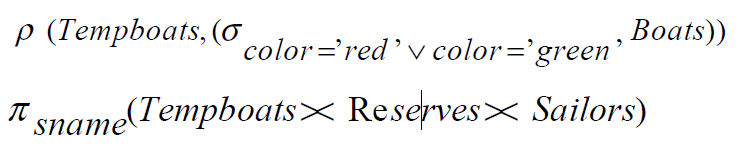 ρ (Tempboats, (σ color='red' ∨ color='green' Boats))
π sname(Tempboats ⋈ Reserves ⋈ Sailors)